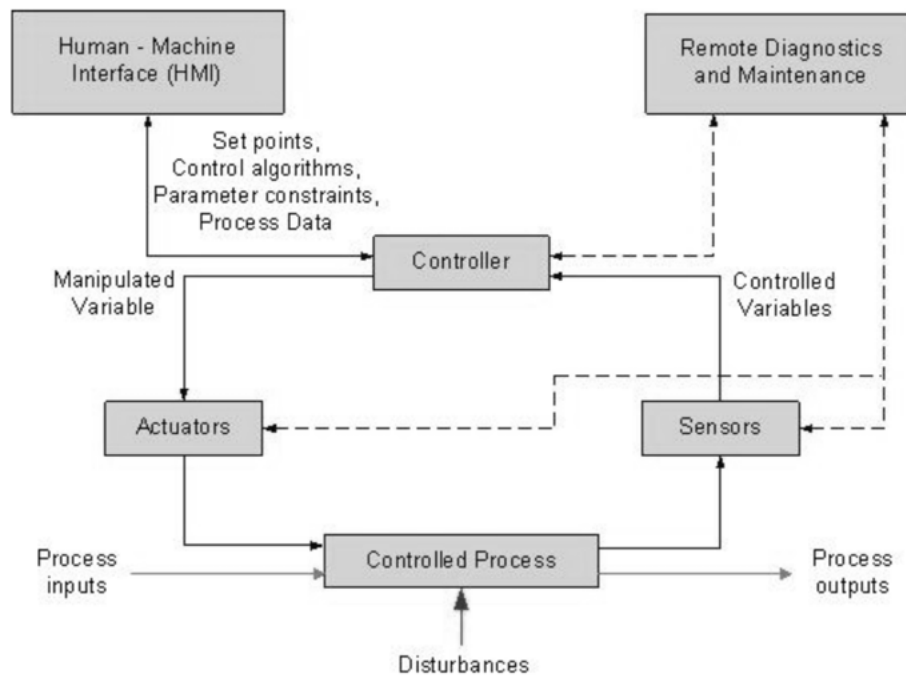 Human - Machine
Interface (HMI)
Remote Diagnostics
and Maintenance
Set points,
Control algorithms,
Parameter constraints,
Process Data
Controller
Manipulated
Variable
Controlled
Variables
Actuators
Sensors
Process
inputs
Controlled Process
Process
outputs
Disturbances